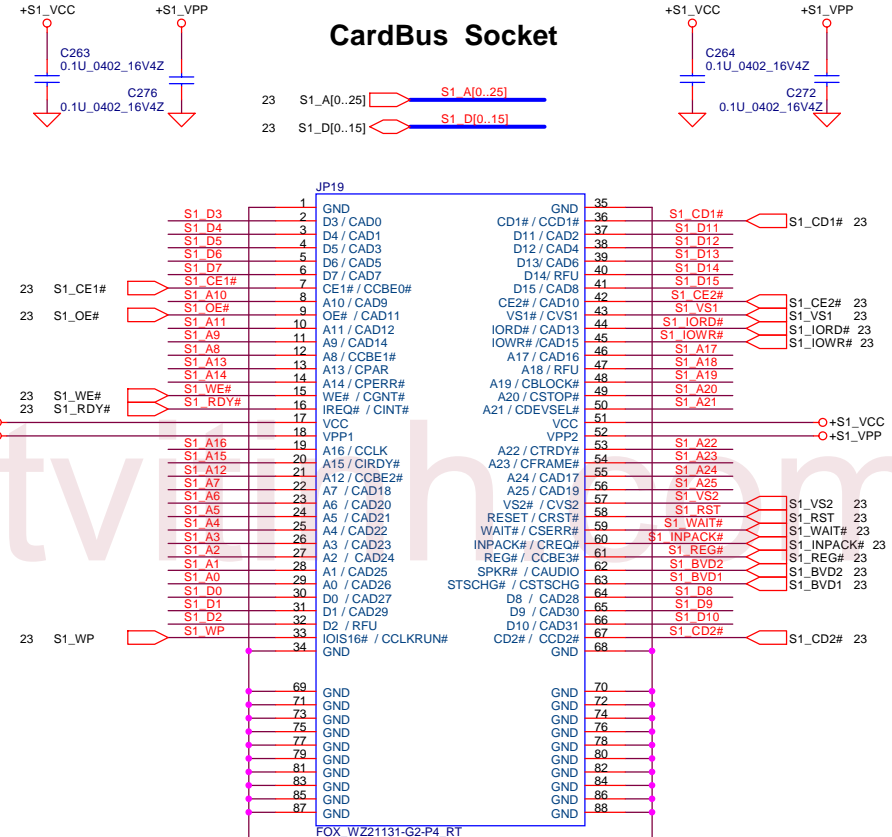 +S1_VCC +S1_VPP CardBus Socket +S1_VCC +S1_VPP
C263
0.1U_0402_16V4Z
C276
0.1U_0402_16V4Z
C264
0.1U_0402_16V4Z
C272
0.1U_0402_16V4Z
23 S1_A[0..25] S1_A[0..25]
23 S1_D[0..15] S1_D[0..15]
JP19
1 GND GND 35
S1_D3 2 D3 / CAD0 CD1# / CCD1# 36 S1_CD1# S1_CD1# 23
S1_D4 3 D4 / CAD1 D11 / CAD2 37 S1_D11
S1_D5 4 D5 / CAD3 D12 / CAD4 38 S1_D12
S1_D6 5 D6 / CAD5 D13/ CAD6 39 S1_D13
S1_D7 6 D7 / CAD7 D14/ RFU 40 S1_D14
23 S1_CE1# S1_CE1# 7 CE1# / CCBE0# D15 / CAD8 41 S1_D15
S1_A10 8 A10 / CAD9 CE2# / CAD10 42 S1_CE2# S1_CE2# 23
23 S1_OE# S1_OE# 9 OE# / CAD11 VS1# / CVS1 43 S1_VS1 S1_VS1 23
S1_A11 10 A11 / CAD12 IORD# / CAD13 44 S1_IORD# S1_IORD# 23
S1_A9 11 A9 / CAD14 IOWR# /CAD15 45 S1_IOWR# S1_IOWR# 23
S1_A8 12 A8 / CCBE1# A17 / CAD16 46 S1_A17
S1_A13 13 A13 / CPAR A18 / RFU 47 S1_A18
S1_A14 14 A14 / CPERR# A19 / CBLOCK# 48 S1_A19
23 S1_WE# S1_WE# 15 WE# / CGNT# A20 / CSTOP# 49 S1_A20
23 S1_RDY# S1_RDY# 16 IREQ# / CINT# A21 / CDEVSEL# 50 S1_A21
17 VCC VCC 51 +S1_VCC
18 VPP1 VPP2 52 +S1_VPP
S1_A16 19 A16 / CCLK A22 / CTRDY# 53 S1_A22
S1_A15 20 A15 / CIRDY# A23 / CFRAME# 54 S1_A23
S1_A12 21 A12 / CCBE2# A24 / CAD17 55 S1_A24
S1_A7 22 A7 / CAD18 A25 / CAD19 56 S1_A25
S1_A6 23 A6 / CAD20 VS2# / CVS2 57 S1_VS2 S1_VS2 23
S1_A5 24 A5 / CAD21 RESET / CRST# 58 S1_RST S1_RST 23
S1_A4 25 A4 / CAD22 WAIT# / CSERR# 59 S1_WAIT# S1_WAIT# 23
S1_A3 26 A3 / CAD23 INPACK# / CREQ# 60 S1_INPACK# S1_INPACK# 23
S1_A2 27 A2 / CAD24 REG# / CCBE3# 61 S1_REG# S1_REG# 23
S1_A1 28 A1 / CAD25 SPKR# / CAUDIO 62 S1_BVD2 S1_BVD2 23
S1_A0 29 A0 / CAD26 STSCHG# / CSTSCHG 63 S1_BVD1 S1_BVD1 23
S1_D0 30 D0 / CAD27 D8 / CAD28 64 S1_D8
S1_D1 31 D1 / CAD29 D9 / CAD30 65 S1_D9
S1_D2 32 D2 / RFU D10 / CAD31 66 S1_D10
23 S1_WP S1_WP 33 IOIS16# / CCLKRUN# CD2# / CCD2# 67 S1_CD2# S1_CD2# 23
34 GND GND 68
69 GND GND 70
71 GND GND 72
73 GND GND 74
75 GND GND 76
77 GND GND 78
79 GND GND 80
81 GND GND 82
83 GND GND 84
85 GND GND 86
87 GND GND 88
FOX_WZ21131-G2-P4_RT